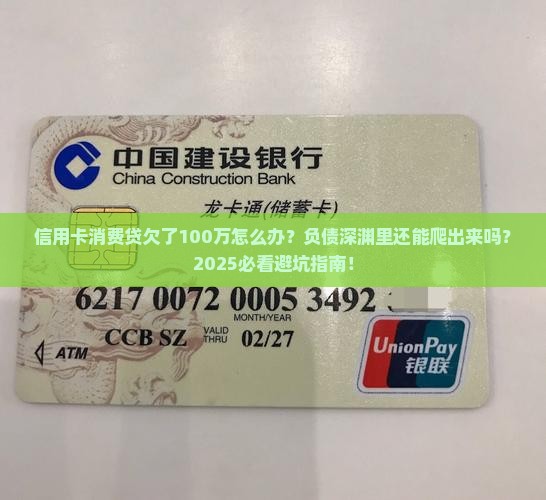 中国建设银行
China Construction Bank
龙卡通(储蓄卡)
信用卡消费贷欠了100万怎么办？负债深渊里还能爬出来吗？
2025必看避坑指南！
6217 0072 0005 3492
MONTH/YEAR
CCB SZ VALID THRU 02/27
ATM
UnionPay
银联